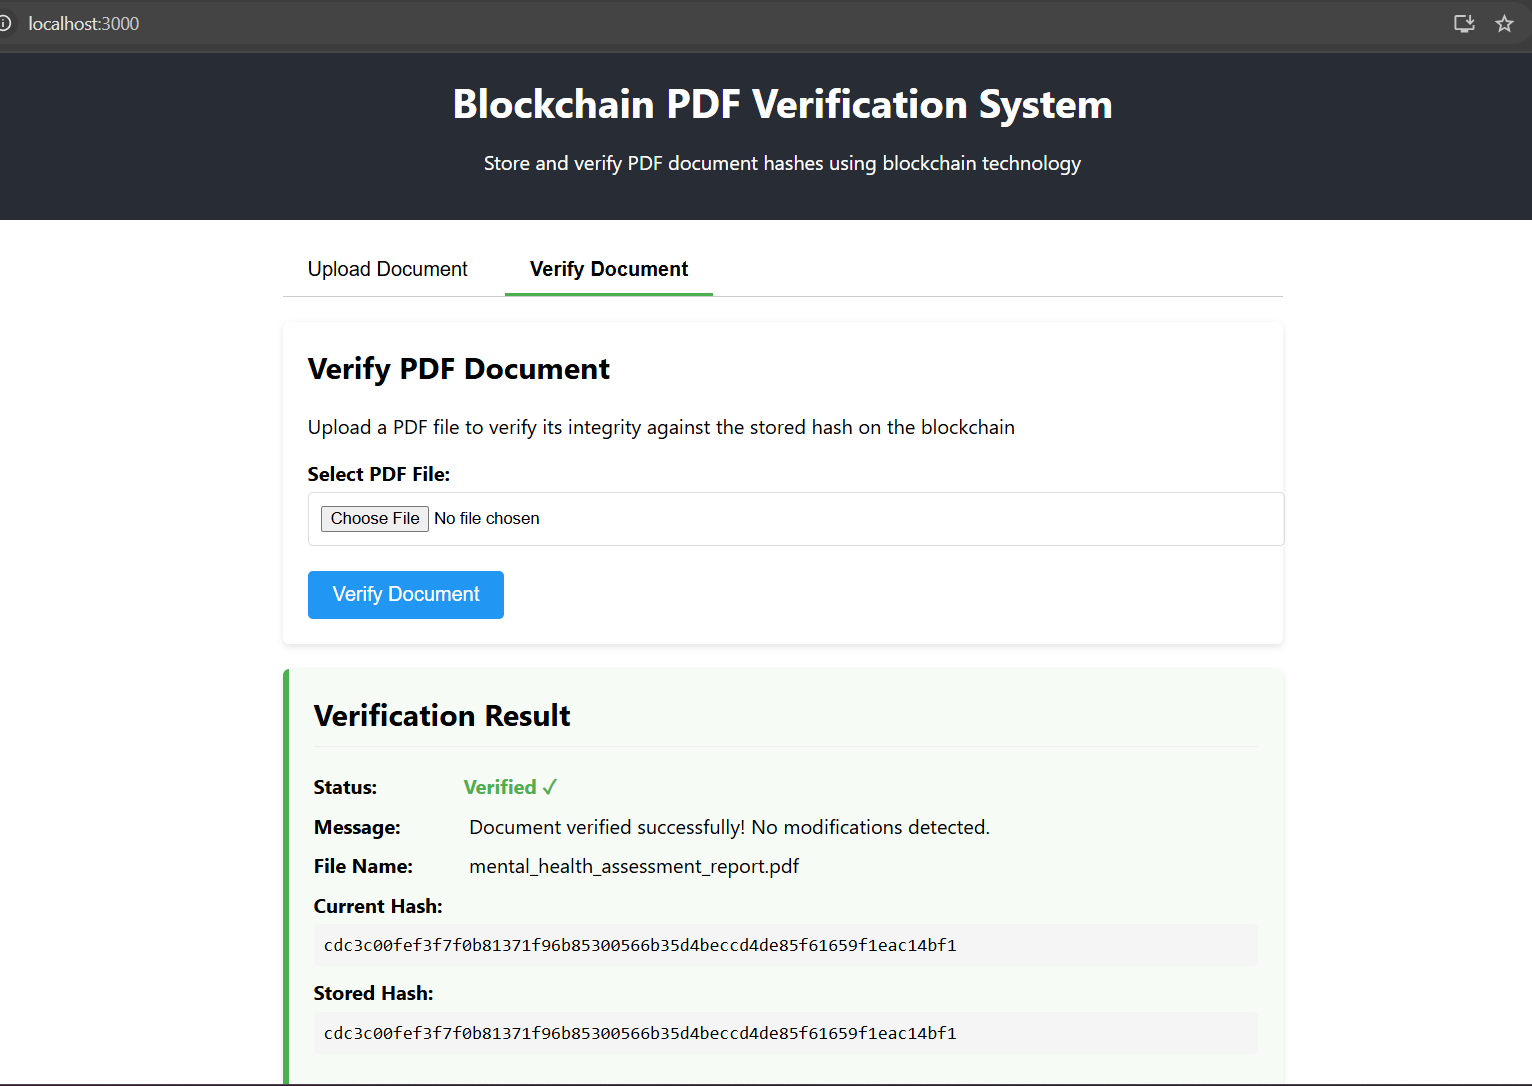 localhost:3000
Blockchain PDF Verification System
Store and verify PDF document hashes using blockchain technology
Upload Document Verify Document
Verify PDF Document
Upload a PDF file to verify its integrity against the stored hash on the blockchain
Select PDF File:
Choose File No file chosen
Verify Document
Verification Result
Status: Verified ✓
Message: Document verified successfully! No modifications detected.
File Name: mental_health_assessment_report.pdf
Current Hash:
cdc3c00fef3f7f0b81371f96b85300566b35d4beccd4de85f61659f1eac14bf1
Stored Hash:
cdc3c00fef3f7f0b81371f96b85300566b35d4beccd4de85f61659f1eac14bf1